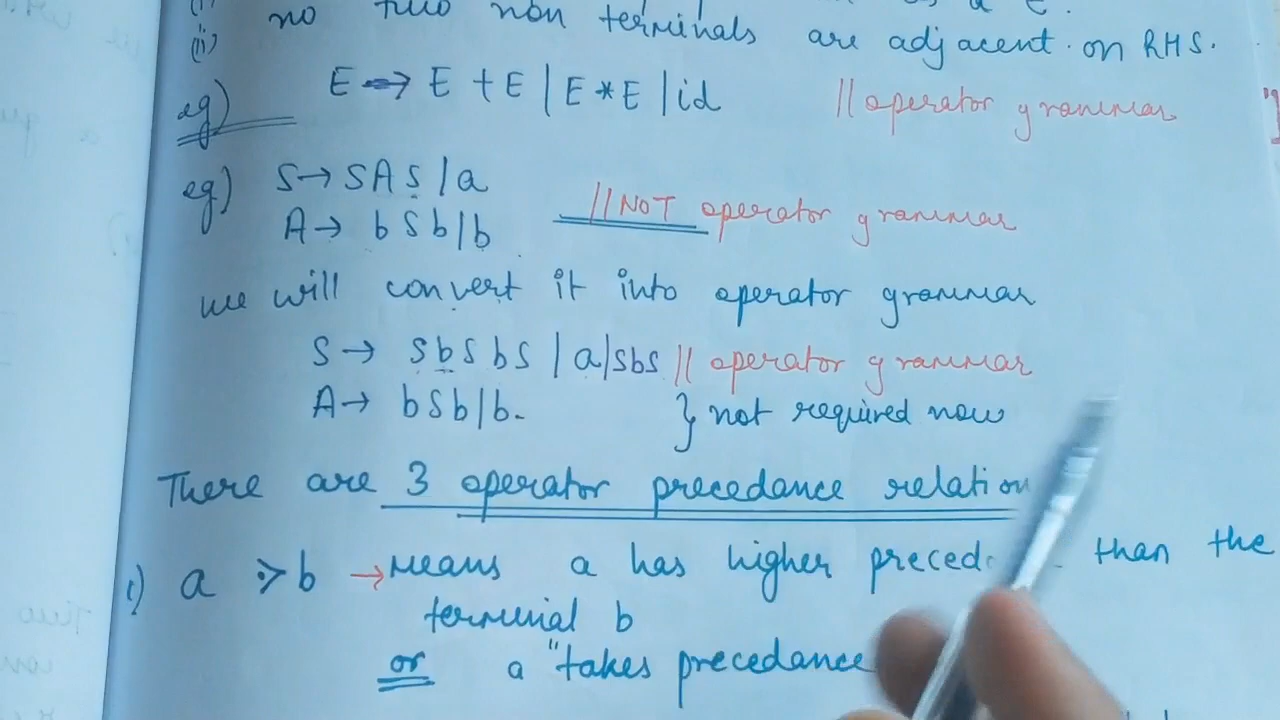 (ii) no two non terminals are adjacent on RHS.
eg) E → E + E | E * E | id // operator grammar
eg) S → SAS | a
A → bSb | b // NOT operator grammar
we will convert it into operator grammar
S → SbSbS | a | SbS // operator grammar
A → bSb | b. } not required now
There are 3 operator precedance relation
1) a ⋗ b → Means a has higher than the
terminal b
or a "takes precedance